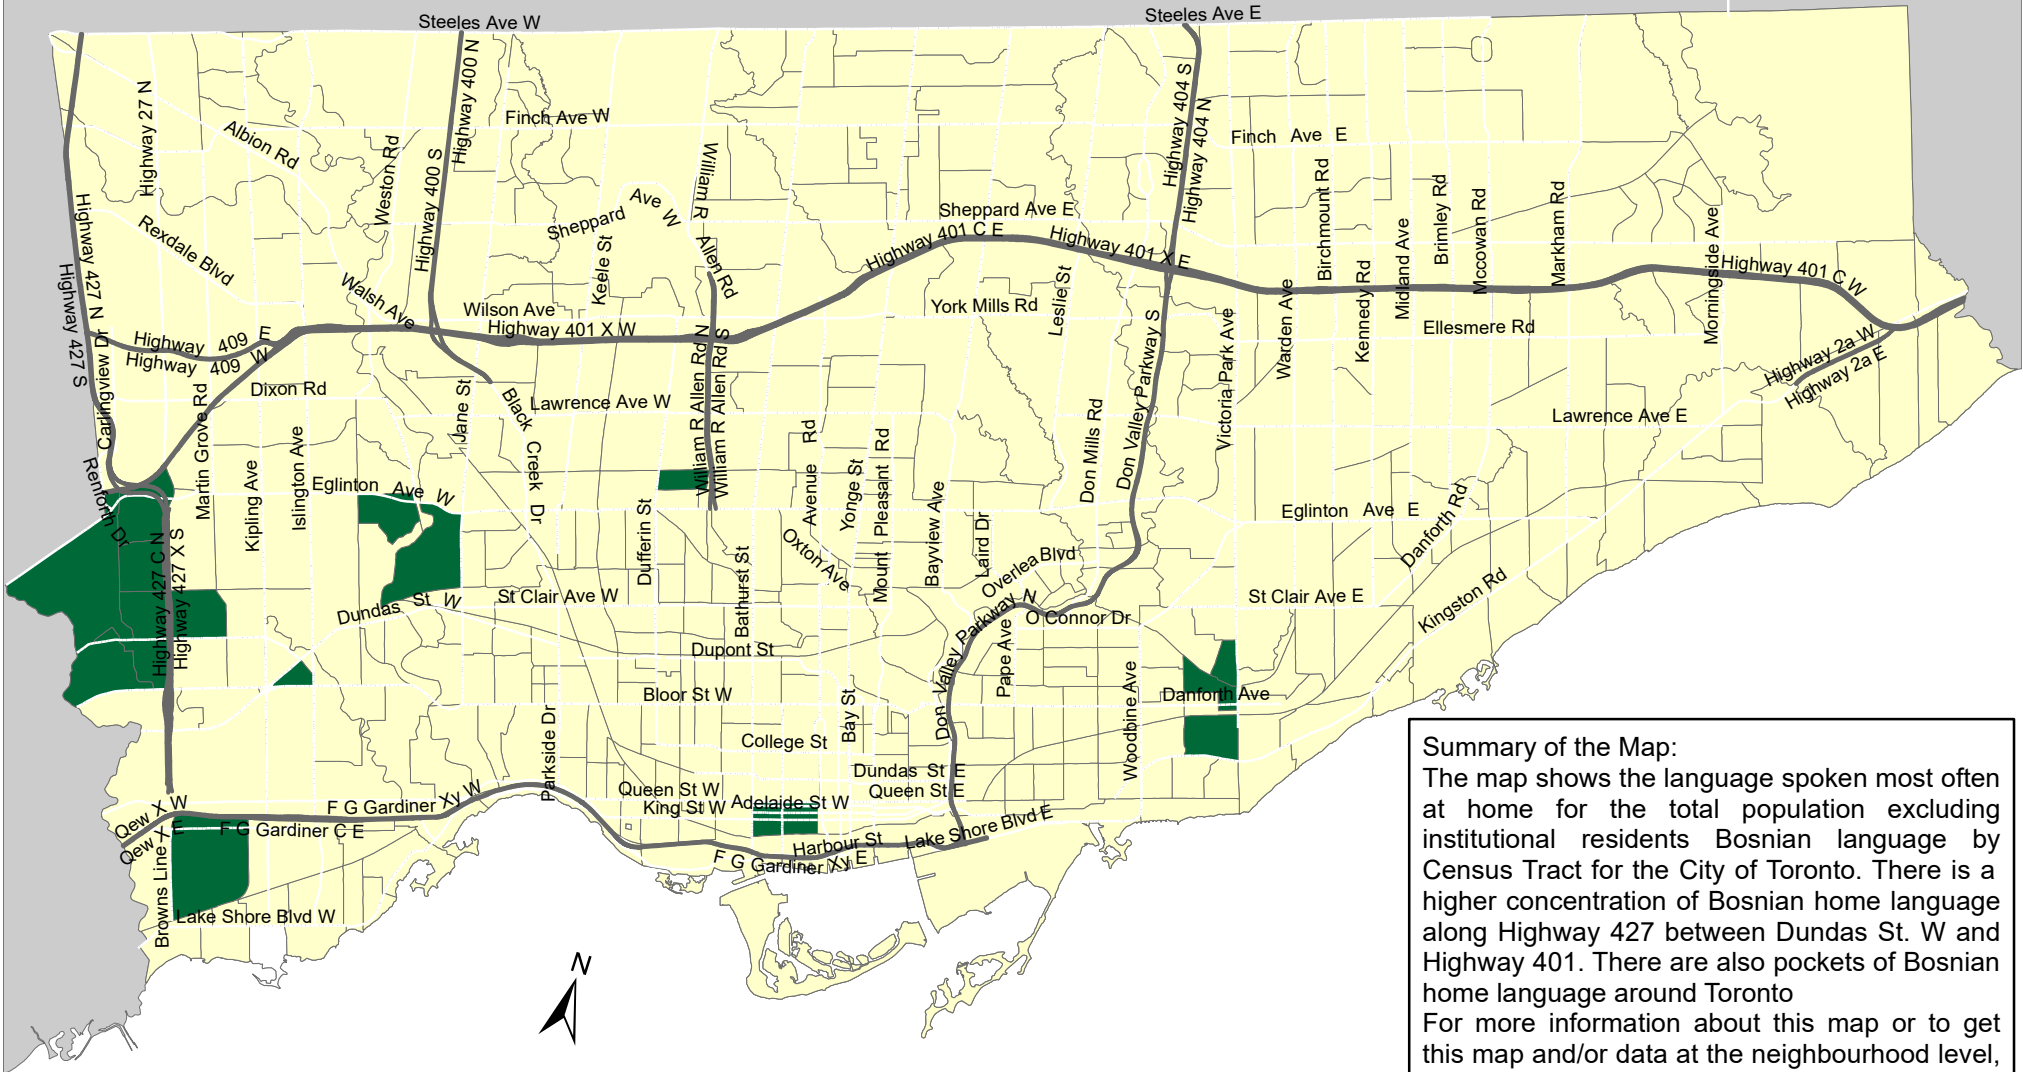 Steeles Ave W
Steeles Ave E
Highway 27 N
Albion Rd
Weston Rd
Highway 400 N
Highway 400 S
Finch Ave W
William R Allen Rd
Highway 404 S
Highway 404 N
Finch Ave E
Highway 427 N
Highway 427 S
Rexdale Blvd
Sheppard Ave W
Keele St
Sheppard Ave E
Highway 401 C E
Highway 401 X E
Birchmount Rd
Midland Ave
Brimley Rd
Mccowan Rd
Markham Rd
Morningside Ave
Highway 401 C W
Walsh Ave
Wilson Ave
Highway 401 X W
York Mills Rd
Leslie St
Kennedy Rd
Warden Ave
Ellesmere Rd
Carlingview Dr
Highway 409 E
Highway 409 W
Dixon Rd
Martin Grove Rd
Jane St
Black Creek Dr
Lawrence Ave W
William R Allen Rd N
William R Allen Rd S
Don Valley Parkway S
Victoria Park Ave
Highway 2a W
Highway 2a E
Lawrence Ave E
Renforth Dr
Kipling Ave
Islington Ave
Eglinton Ave W
Dufferin St
Bathurst St
Avenue Rd
Oxton Ave
Yonge St
Mount Pleasant Rd
Bayview Ave
Laird Dr
Don Mills Rd
Overlea Blvd
Eglinton Ave E
Danforth Rd
Highway 427 C N
Highway 427 X S
Dundas St W
St Clair Ave W
Don Valley Parkway N
O Connor Dr
St Clair Ave E
Kingston Rd
Dupont St
Pape Ave
Woodbine Ave
Bloor St W
Bay St
Danforth Ave
Parkside Dr
College St
Dundas St E
Queen St W
Queen St E
King St W
Adelaide St W
Qew X W
Qew X E
F G Gardiner Xy W
F G Gardiner C E
Harbour St
Lake Shore Blvd E
F G Gardiner Xy E
Browns Line
Lake Shore Blvd W
N
Summary of the Map:
The map shows the language spoken most often
at home for the total population excluding
institutional residents Bosnian language by
Census Tract for the City of Toronto. There is a
higher concentration of Bosnian home language
along Highway 427 between Dundas St. W and
Highway 401. There are also pockets of Bosnian
home language around Toronto
For more information about this map or to get
this map and/or data at the neighbourhood level,